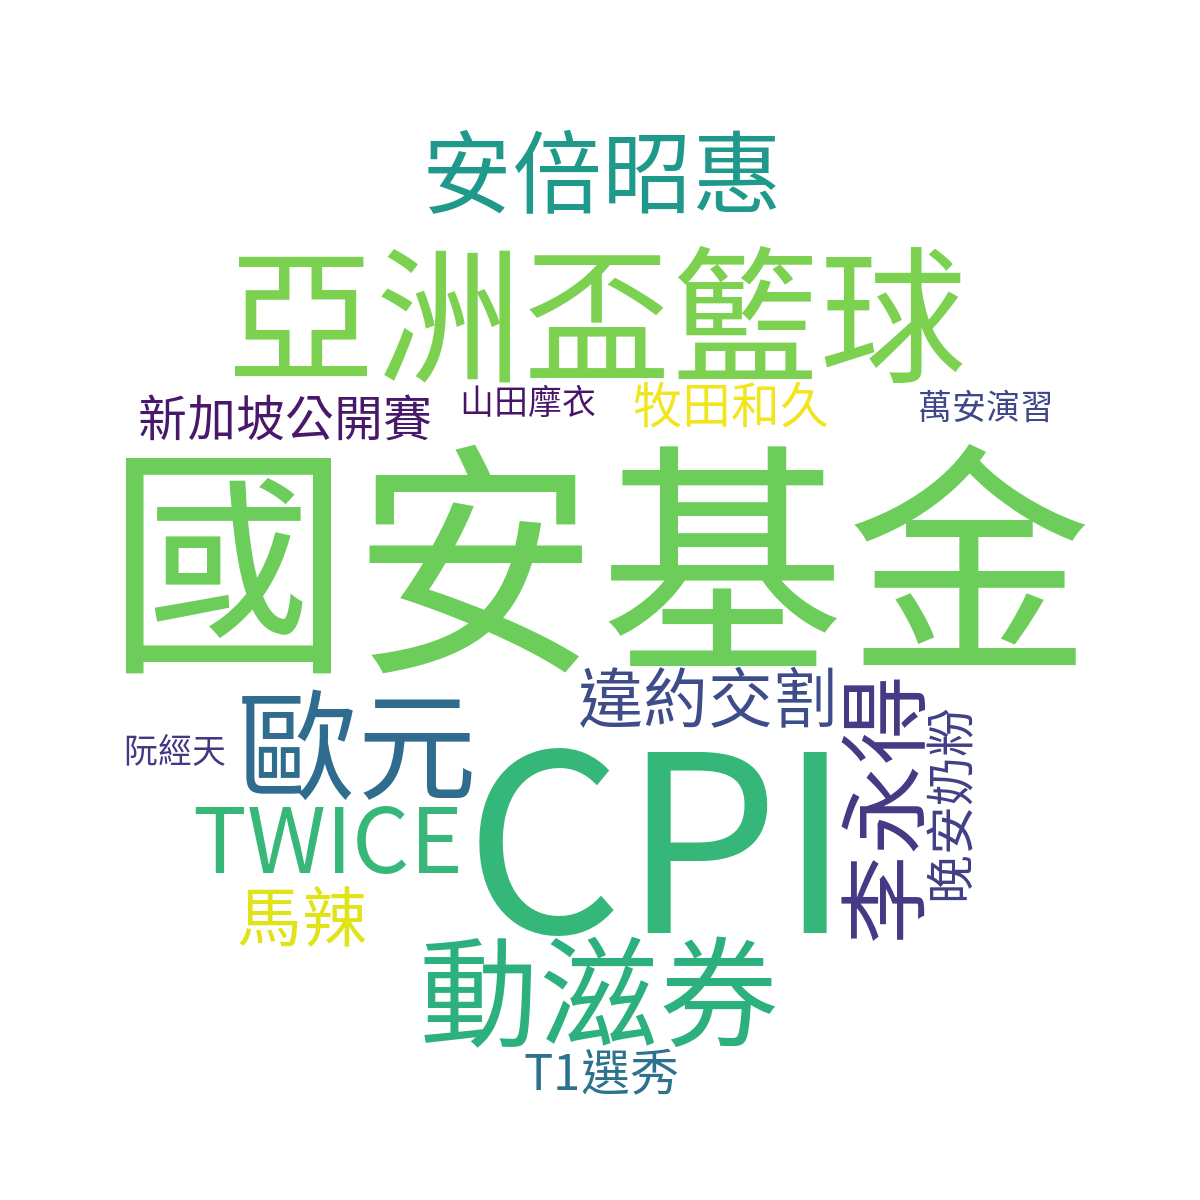 安倍昭惠
亞洲盃籃球
新加坡公開賽
山田摩衣
牧田和久
萬安演習
國安基金
違約交割
歐元
阮經天
CPI
李永得
晚安奶粉
TWICE
馬辣
動滋券
T1選秀